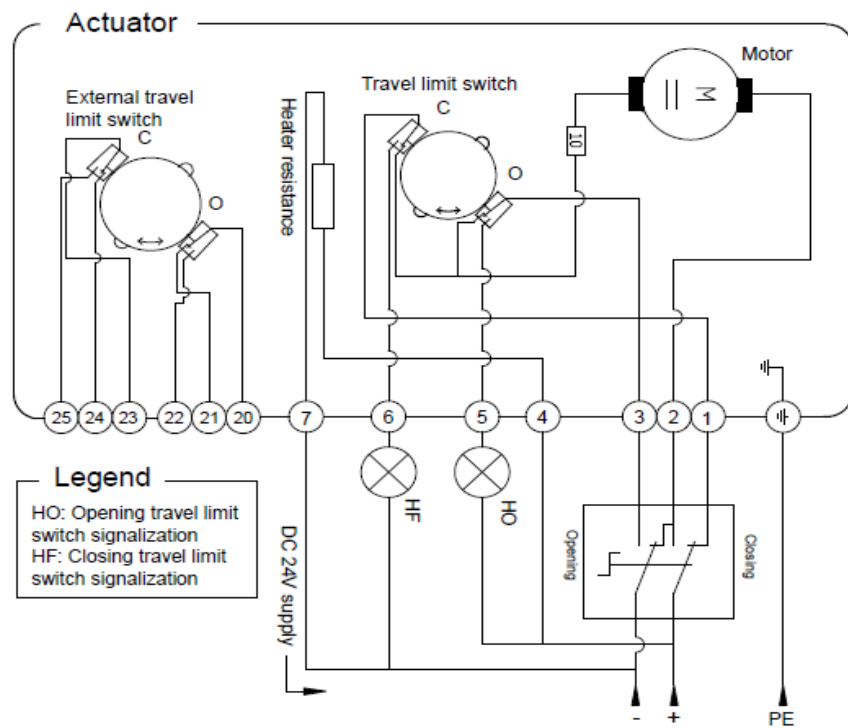 Actuator
Motor
External travel
limit switch
C
O
Heater resistance
Travel limit switch
C
O
10
M
25
24
23
22
21
20
7
6
5
4
3
2
1
Legend
HO: Opening travel limit
switch signalization
HF: Closing travel limit
switch signalization
HF
HO
DC 24V supply
Opening
Closing
-
+
PE